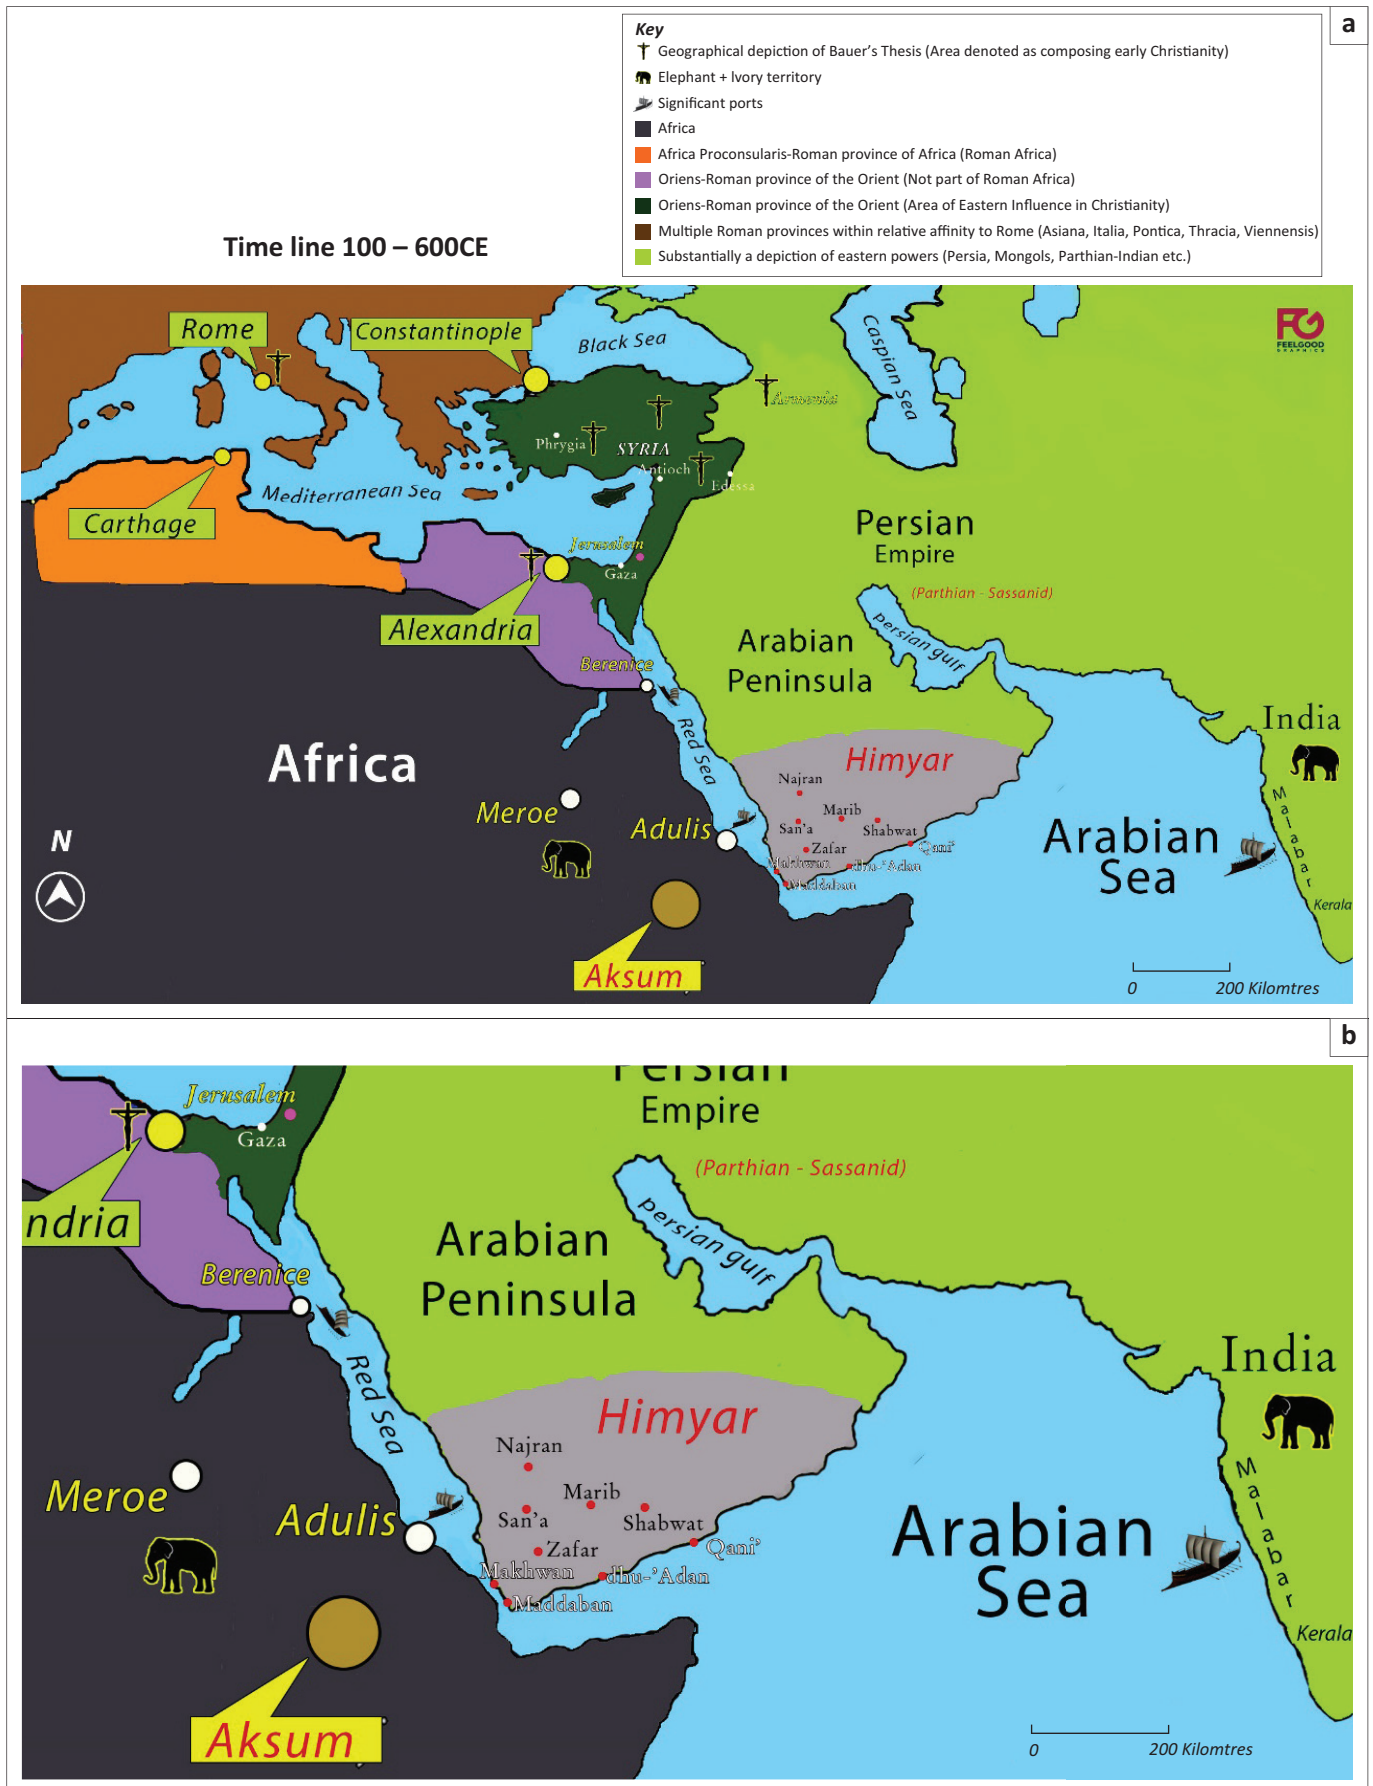 a
Key
Geographical depiction of Bauer's Thesis (Area denoted as composing early Christianity)
Elephant + Ivory territory
Significant ports
Africa
Africa Proconsularis-Roman province of Africa (Roman Africa)
Oriens-Roman province of the Orient (Not part of Roman Africa)
Oriens-Roman province of the Orient (Area of Eastern Influence in Christianity)
Multiple Roman provinces within relative affinity to Rome (Asiana, Italia, Pontica, Thracia, Viennensis)
Substantially a depiction of eastern powers (Persia, Mongols, Parthian-Indian etc.)
Time line 100 – 600CE
FG
FEELGOOD
GRAPHICS
Rome
Constantinople
Black Sea
Caspian Sea
Armenia
Phrygia
SYRIA
Antioch
Edessa
Mediterranean Sea
Carthage
Persian
Empire
(Parthian - Sassanid)
Jerusalem
Gaza
Alexandria
persian gulf
Arabian
Peninsula
Berenice
Red Sea
India
Africa
Himyar
Najran
Marib
San'a
Shabwat
Zafar
Qani'
Makhwan
dhu-'Adan
Maddaban
Meroe
Adulis
Malabar
Arabian
Sea
Kerala
N
Aksum
0 200 Kilomtres
b
Persian
Empire
(Parthian - Sassanid)
Jerusalem
Gaza
ndria
persian gulf
Arabian
Peninsula
Berenice
Red Sea
India
Himyar
Najran
Marib
San'a
Shabwat
Zafar
Qani'
Makhwan
dhu-'Adan
Maddaban
Meroe
Adulis
Malabar
Arabian
Sea
Kerala
Aksum
0 200 Kilomtres